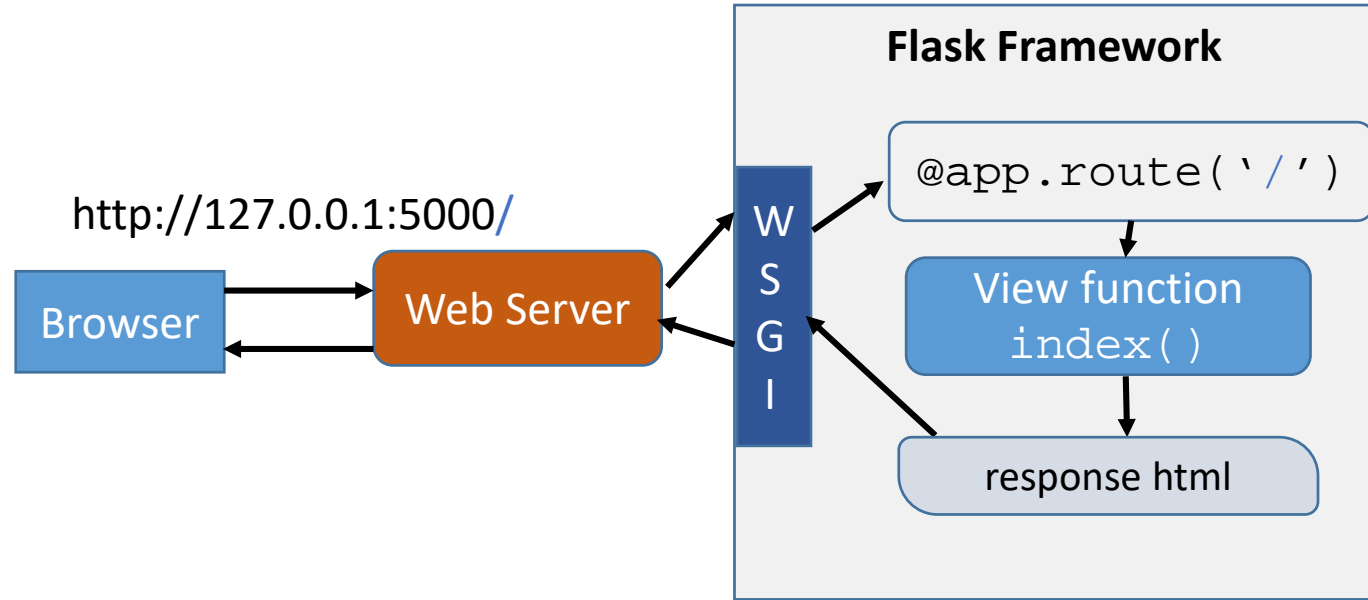 Flask Framework
@app.route(‘/’)
http://127.0.0.1:5000/
Browser
Web Server
W
S
G
I
View function
index()
response html